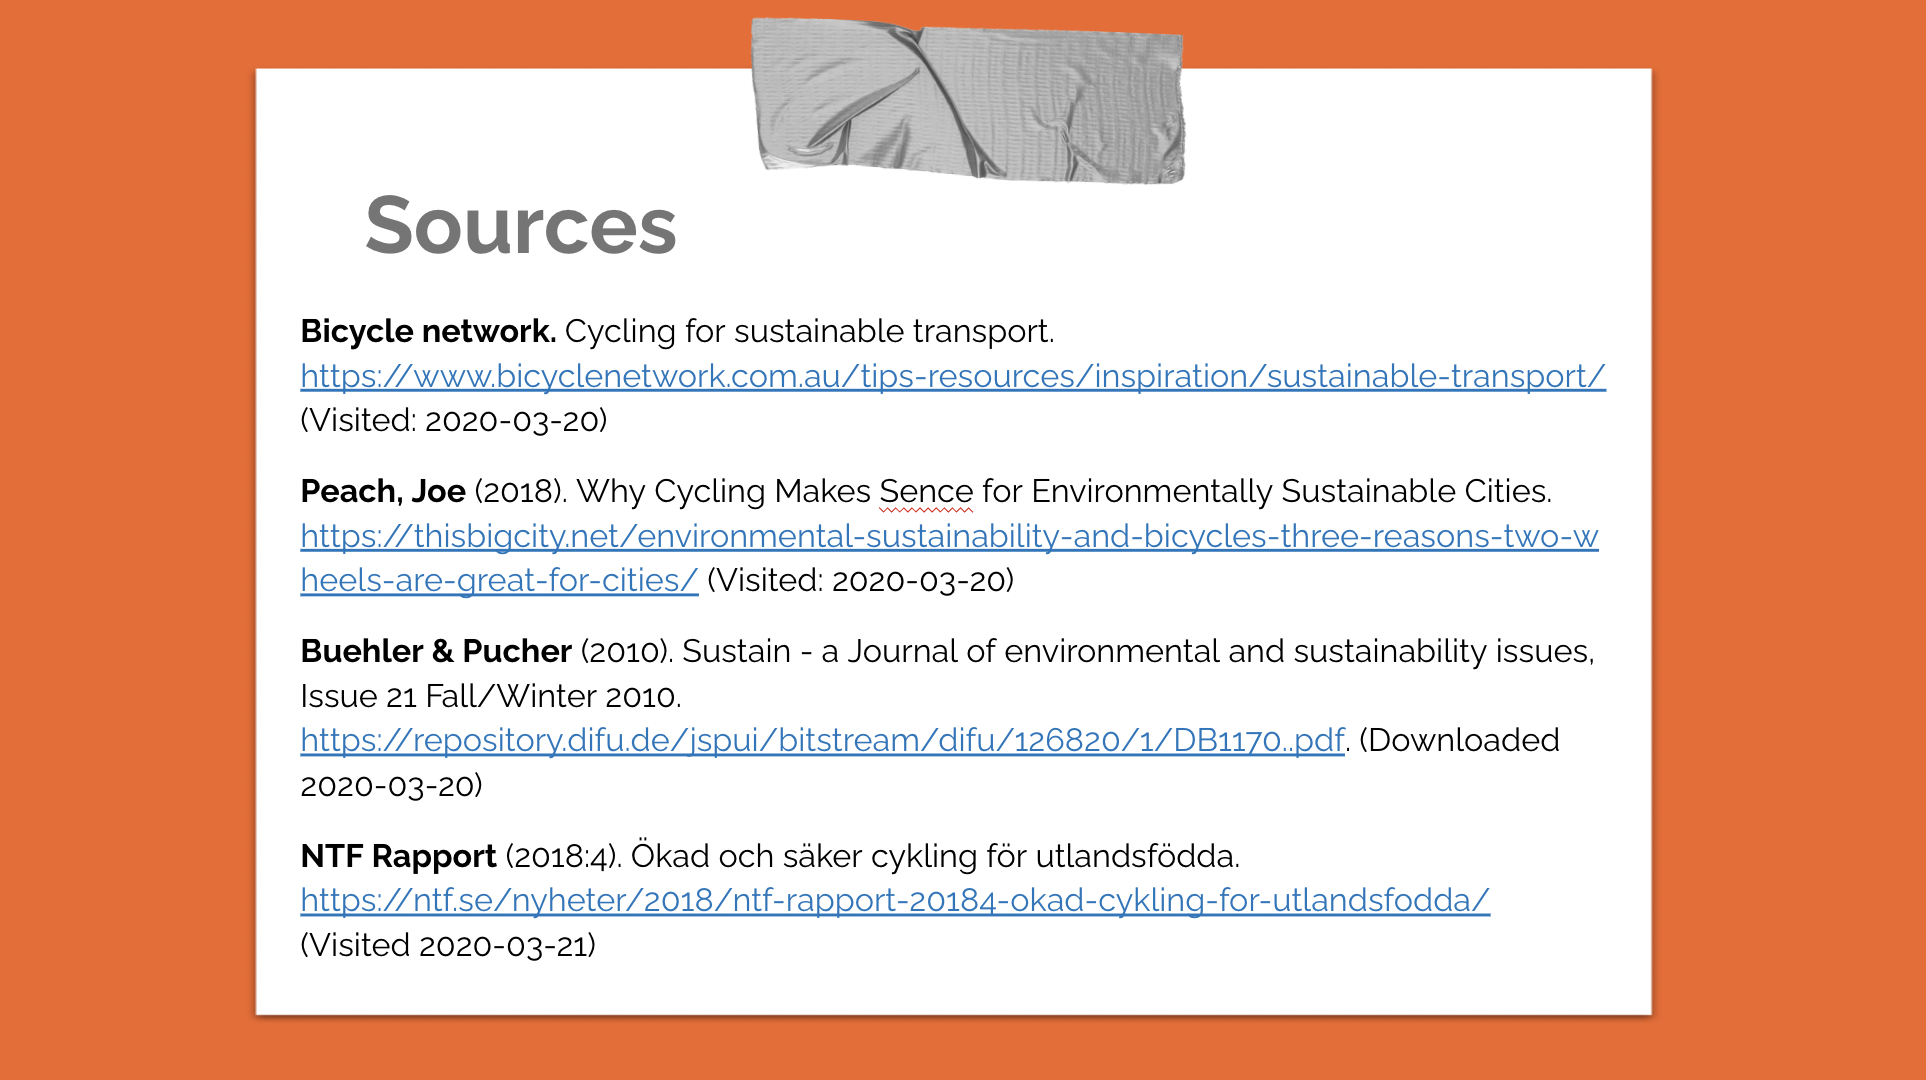 Sources
Bicycle network. Cycling for sustainable transport.
https://www.bicyclenetwork.com.au/tips-resources/inspiration/sustainable-transport/
(Visited: 2020-03-20)
Peach, Joe (2018). Why Cycling Makes Sence for Environmentally Sustainable Cities.
https://thisbigcity.net/environmental-sustainability-and-bicycles-three-reasons-two-w
heels-are-great-for-cities/ (Visited: 2020-03-20)
Buehler & Pucher (2010). Sustain - a Journal of environmental and sustainability issues,
Issue 21 Fall/Winter 2010.
https://repository.difu.de/jspui/bitstream/difu/126820/1/DB1170..pdf. (Downloaded
2020-03-20)
NTF Rapport (2018:4). Ökad och säker cykling för utlandsfödda.
https://ntf.se/nyheter/2018/ntf-rapport-20184-okad-cykling-for-utlandsfodda/
(Visited 2020-03-21)